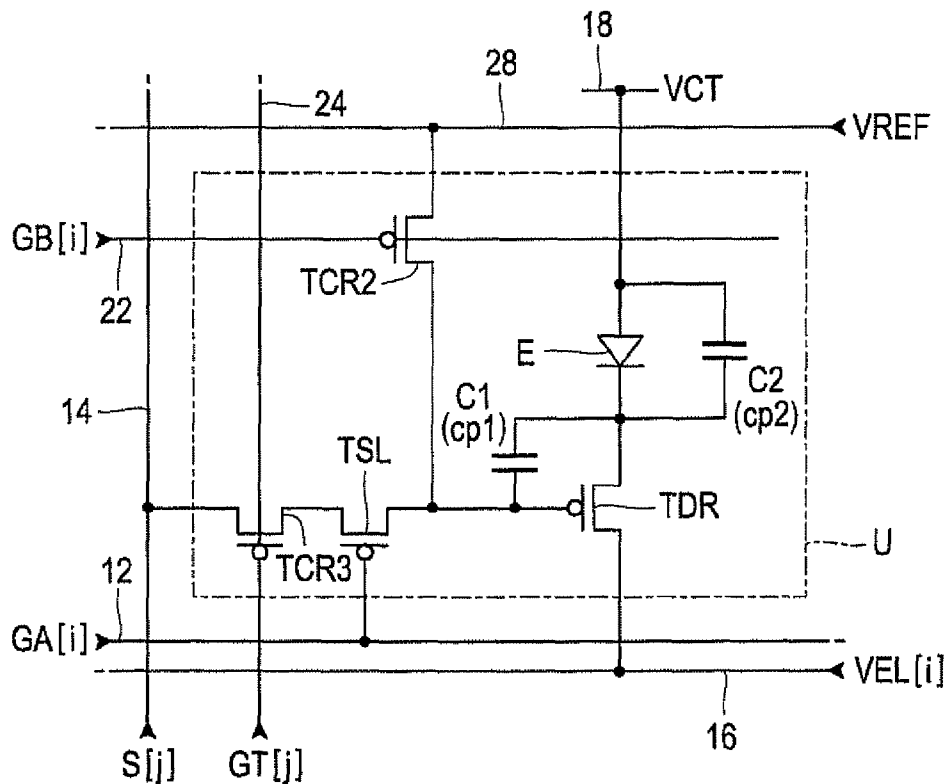 18
24
28
VCT
VREF
GB[i]
TCR2
22
E
C1
(cp1)
C2
(cp2)
14
TSL
TDR
TCR3
U
12
GA[i]
VEL[i]
16
S[j]
GT[j]